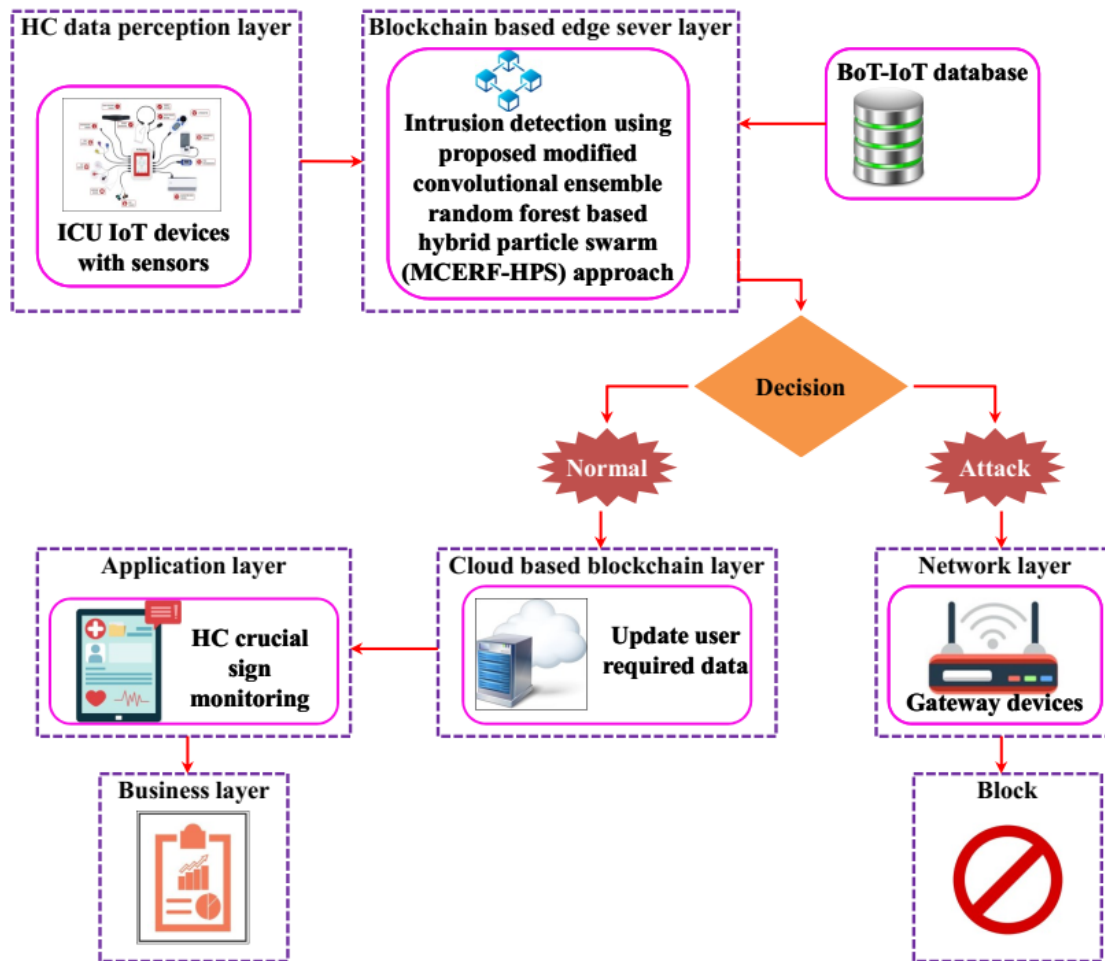 HC data perception layer
ICU IoT devices
with sensors
Blockchain based edge sever layer
Intrusion detection using
proposed modified
convolutional ensemble
random forest based
hybrid particle swarm
(MCERF-HPS) approach
BoT-IoT database
Decision
Normal
Attack
Application layer
HC crucial
sign
monitoring
Cloud based blockchain layer
Update user
required data
Network layer
Gateway devices
Business layer
Block